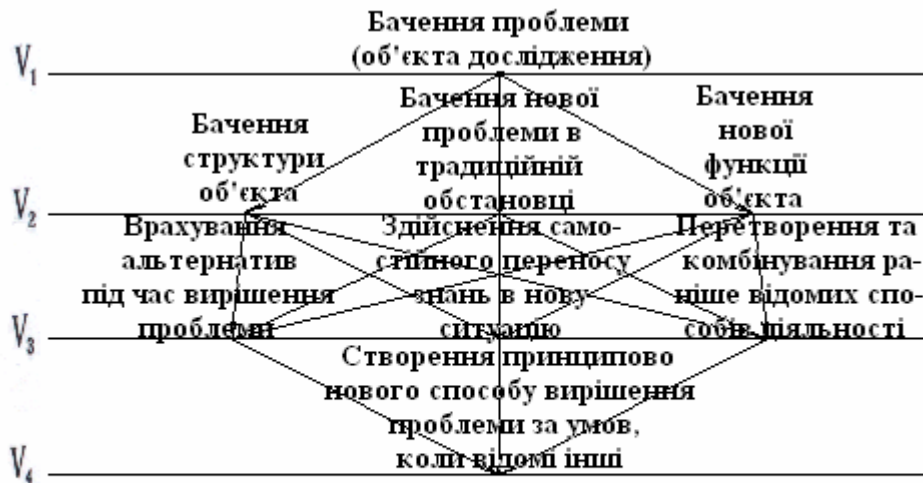 Бачення проблеми
(об'єкта дослідження)
V1
Бачення
структури
об'єкта
Бачення нової
проблеми в
традиційній
обстановці
Бачення
нової
функції
об'єкта
V2
Врахування
альтернатив
під час вирішення
проблеми
Здійснення само-
стійного переносу
знань в нову
ситуацію
Перетворення та
комбінування ра-
ніше відомих спо-
собів діяльності
V3
Створення принципово
нового способу вирішення
проблеми за умов,
коли відомі інші
V4